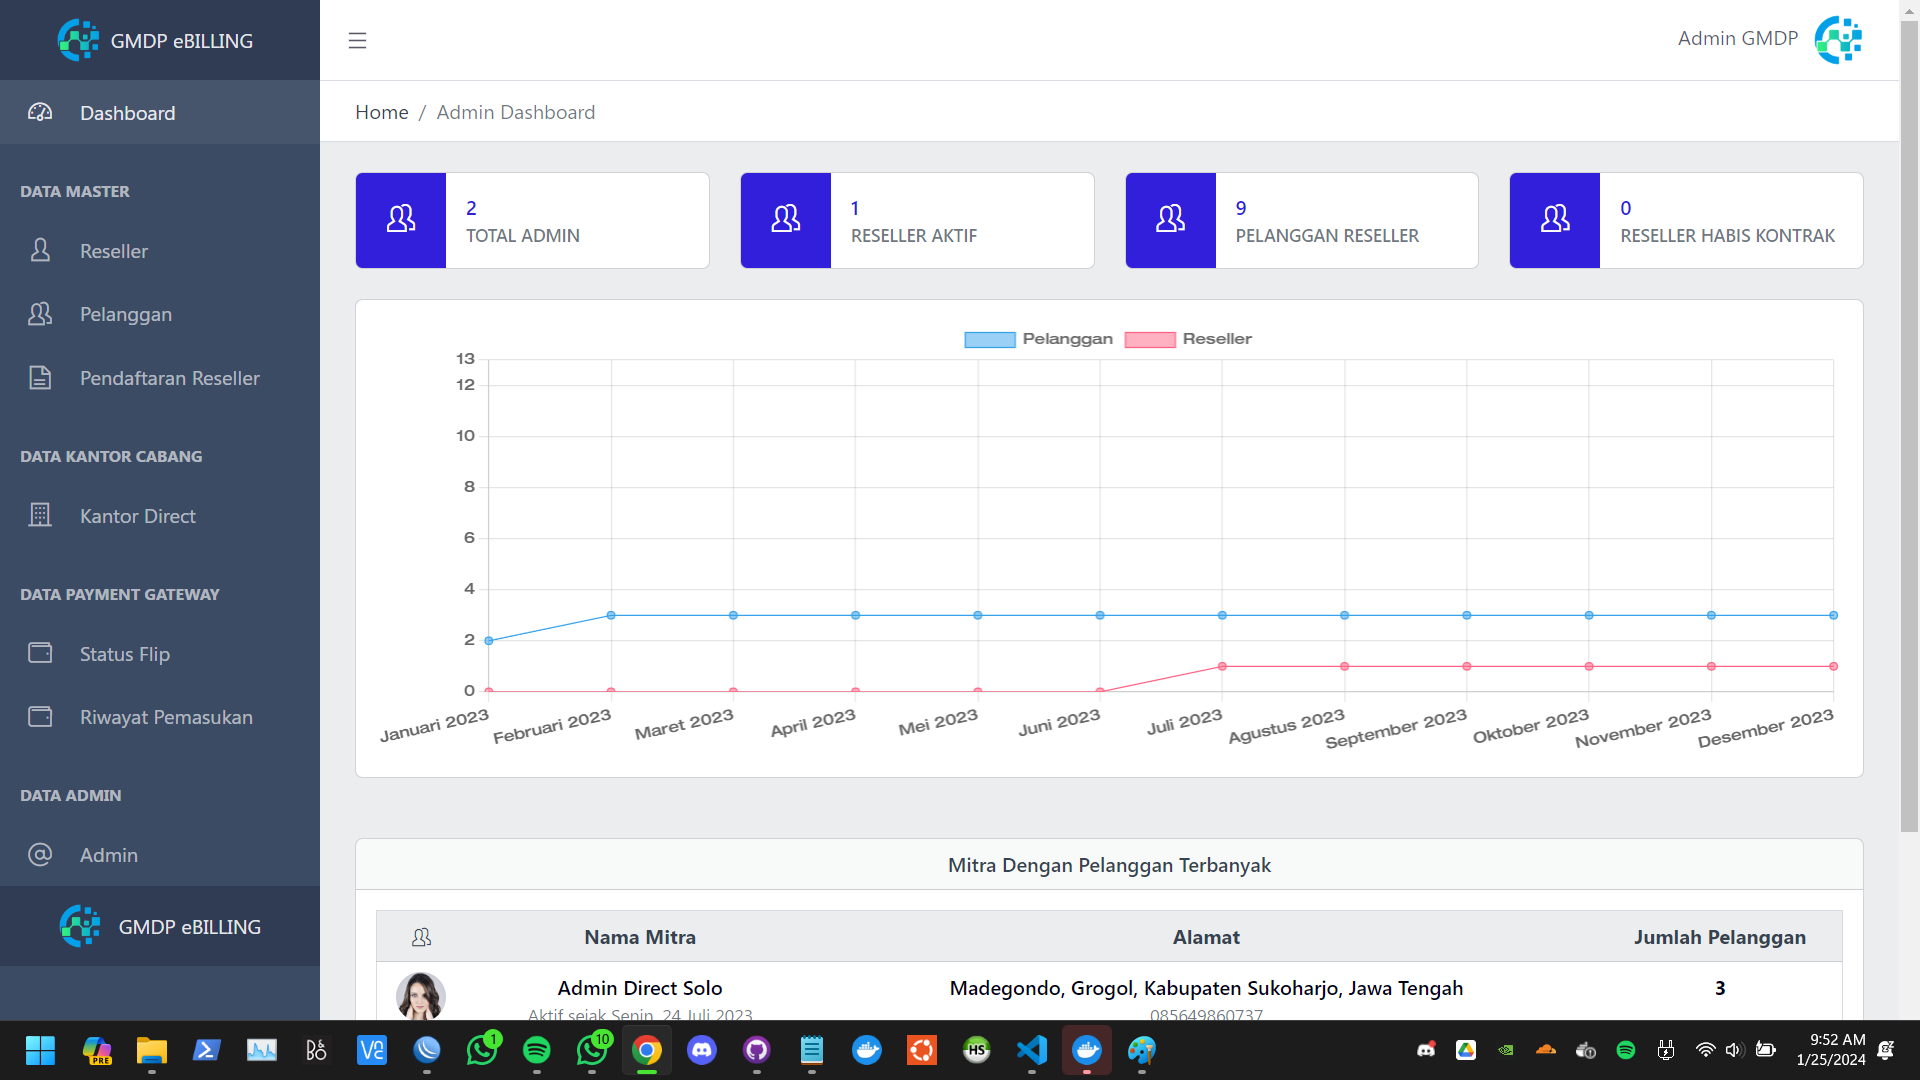 GMDP eBILLING
Admin GMDP
Dashboard
Home / Admin Dashboard
DATA MASTER
Reseller
Pelanggan
Pendaftaran Reseller
DATA KANTOR CABANG
Kantor Direct
DATA PAYMENT GATEWAY
Status Flip
Riwayat Pemasukan
DATA ADMIN
Admin
GMDP eBILLING
2
TOTAL ADMIN
1
RESELLER AKTIF
9
PELANGGAN RESELLER
0
RESELLER HABIS KONTRAK
Pelanggan Reseller
13
12
10
8
6
4
2
0
Januari 2023 Februari 2023 Maret 2023 April 2023 Mei 2023 Juni 2023 Juli 2023 Agustus 2023 September 2023 Oktober 2023 November 2023 Desember 2023
Mitra Dengan Pelanggan Terbanyak
Nama Mitra Alamat Jumlah Pelanggan
Admin Direct Solo Madegondo, Grogol, Kabupaten Sukoharjo, Jawa Tengah 3
Aktif sejak Senin, 24 Juli 2023 085649860737
PRE
1
10
HS
9:52 AM
1/25/2024